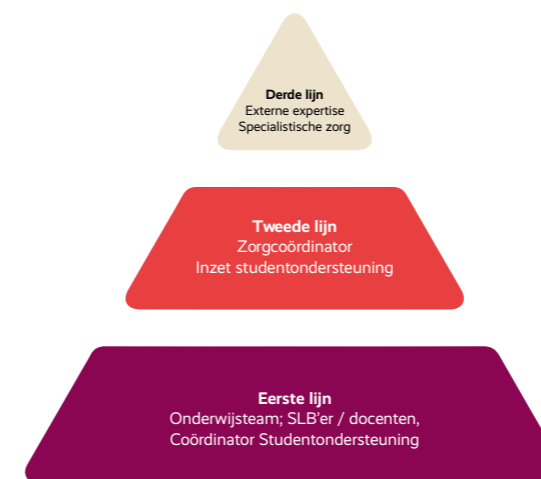 Derde lijn
Externe expertise
Specialistische zorg
Tweede lijn
Zorgcoördinator
Inzet studentondersteuning
Eerste lijn
Onderwijsteam; SLB'er / docenten,
Coördinator Studentondersteuning